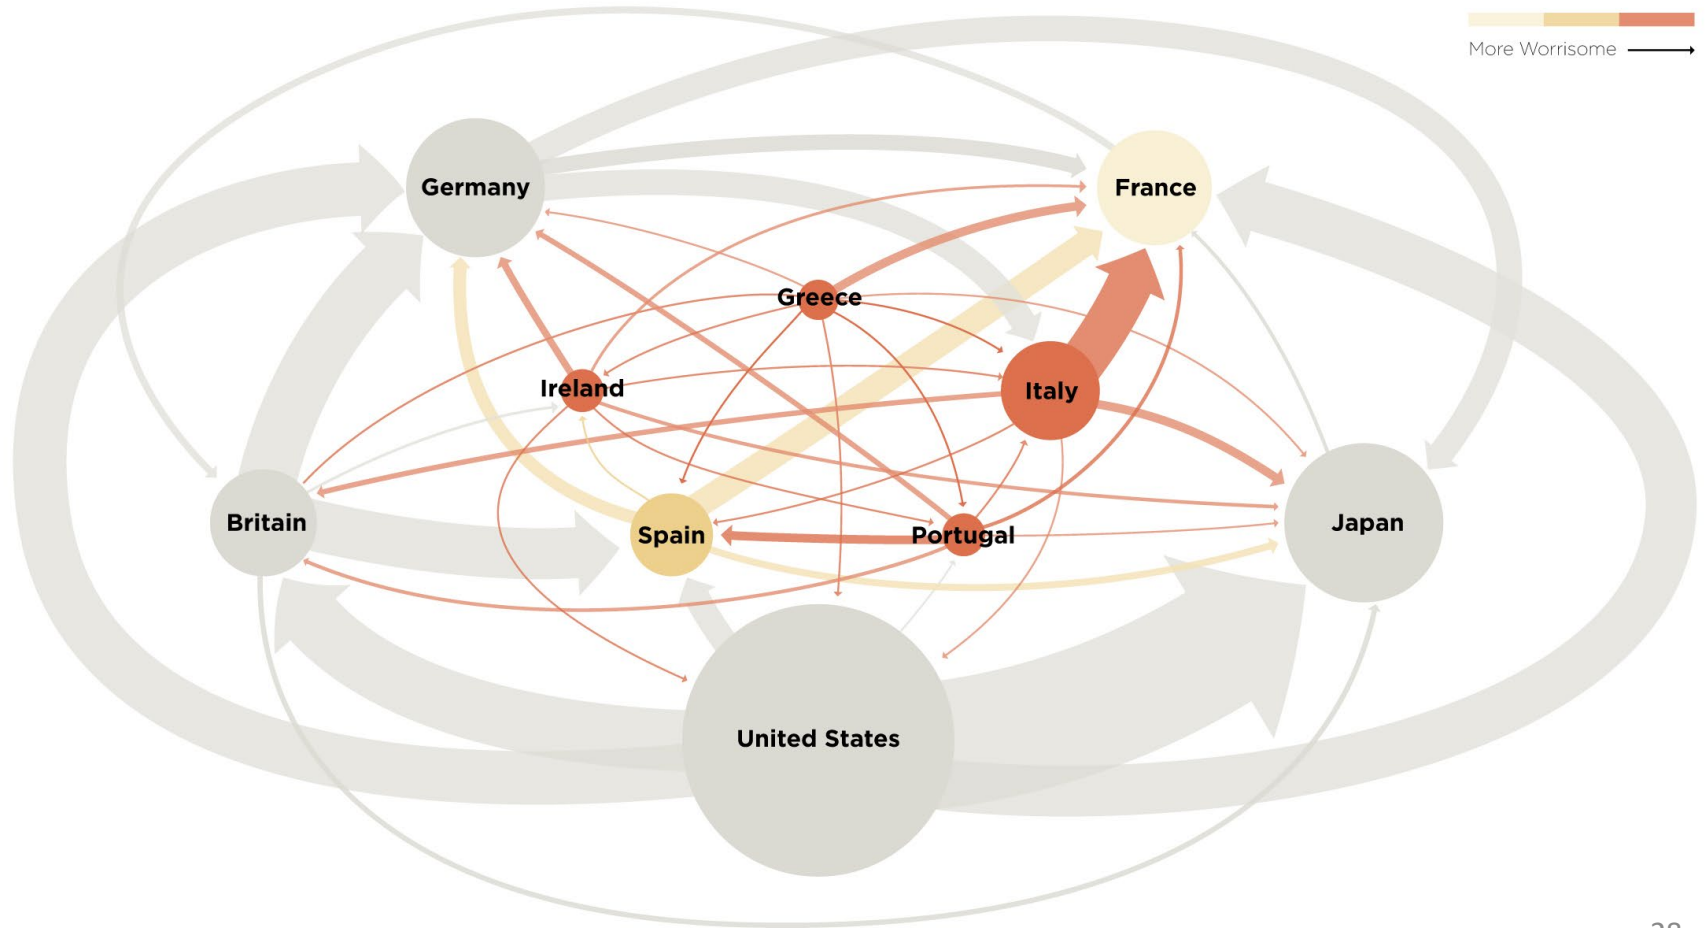 More Worrisome
Germany
France
Greece
Ireland
Italy
Britain
Spain
Portugal
Japan
United States